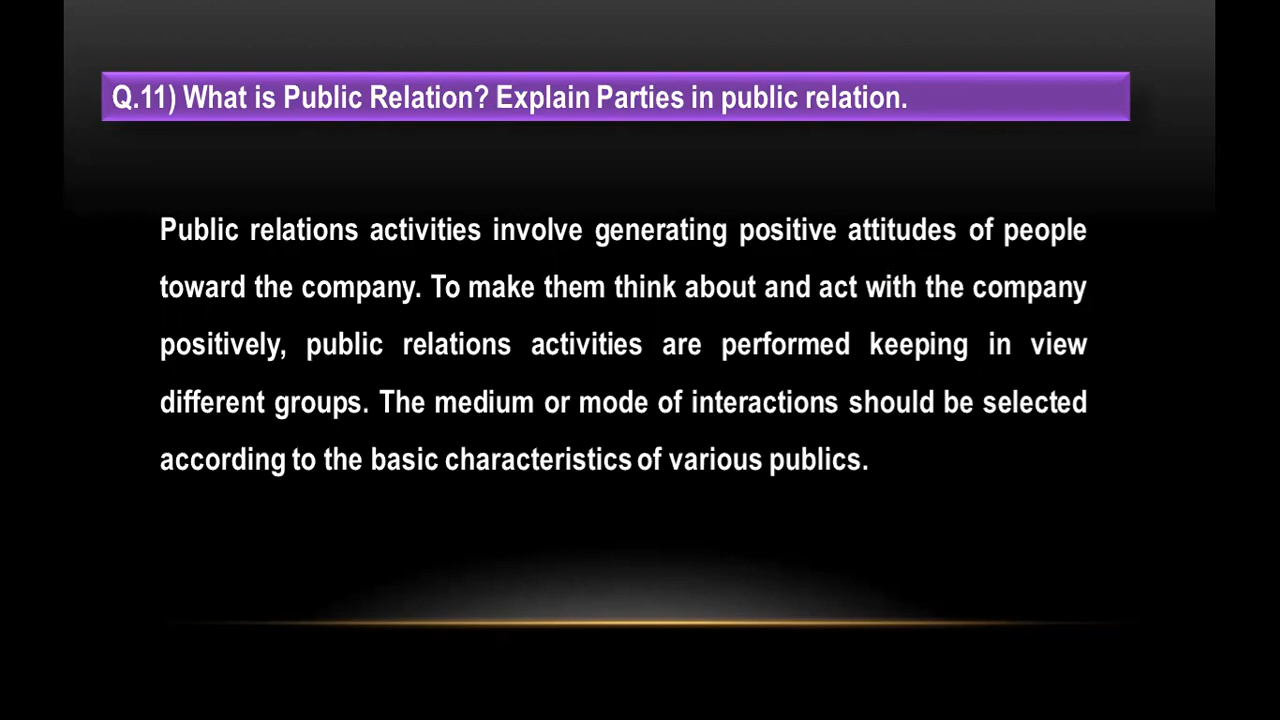 Q.11) What is Public Relation? Explain Parties in public relation.
Public relations activities involve generating positive attitudes of people
toward the company. To make them think about and act with the company
positively, public relations activities are performed keeping in view
different groups. The medium or mode of interactions should be selected
according to the basic characteristics of various publics.